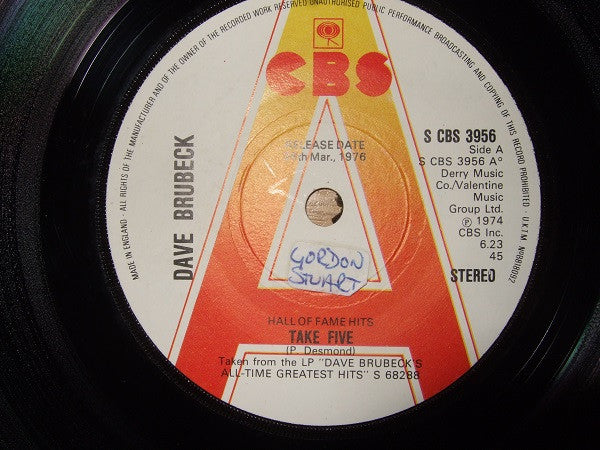 MADE IN ENGLAND - ALL RIGHTS OF THE MANUFACTURER AND OF THE OWNER OF THE RECORDED WORK RESERVED UNAUTHORISED PUBLIC PERFORMANCE BROADCASTING AND COPYING OF THIS RECORD PROHIBITED - U.K.T.M.
CBS
DAVE BRUBECK
RELEASE DATE
Mar., 1976
S CBS 3956
Side A
S CBS 3956 A°
Derry Music
Co./Valentine
Music
Group Ltd.
℗ 1974
CBS Inc.
6.23
45
STEREO
GORDON
STUART
HALL OF FAME HITS
TAKE FIVE
(P. Desmond)
Taken from the LP "DAVE BRUBECK'S
ALL-TIME GREATEST HITS" S 68288